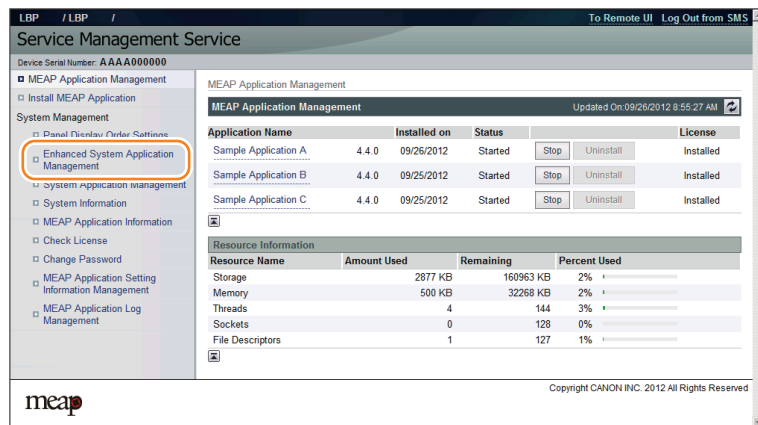 LBP / LBP /
To Remote UI Log Out from SMS
Service Management Service
Device Serial Number: AAAA000000
MEAP Application Management
Install MEAP Application
System Management
Panel Display Order Settings
Enhanced System Application
Management
System Application Management
System Information
MEAP Application Information
Check License
Change Password
MEAP Application Setting
Information Management
MEAP Application Log
Management
MEAP Application Management
MEAP Application Management Updated On:09/26/2012 8:55:27 AM
Application Name Installed on Status License
Sample Application A 4.4.0 09/26/2012 Started Stop Uninstall Installed
Sample Application B 4.4.0 09/25/2012 Started Stop Uninstall Installed
Sample Application C 4.4.0 09/25/2012 Started Stop Uninstall Installed
Resource Information
Resource Name Amount Used Remaining Percent Used
Storage 2877 KB 160963 KB 2%
Memory 500 KB 32268 KB 2%
Threads 4 144 3%
Sockets 0 128 0%
File Descriptors 1 127 1%
meap
Copyright CANON INC. 2012 All Rights Reserved